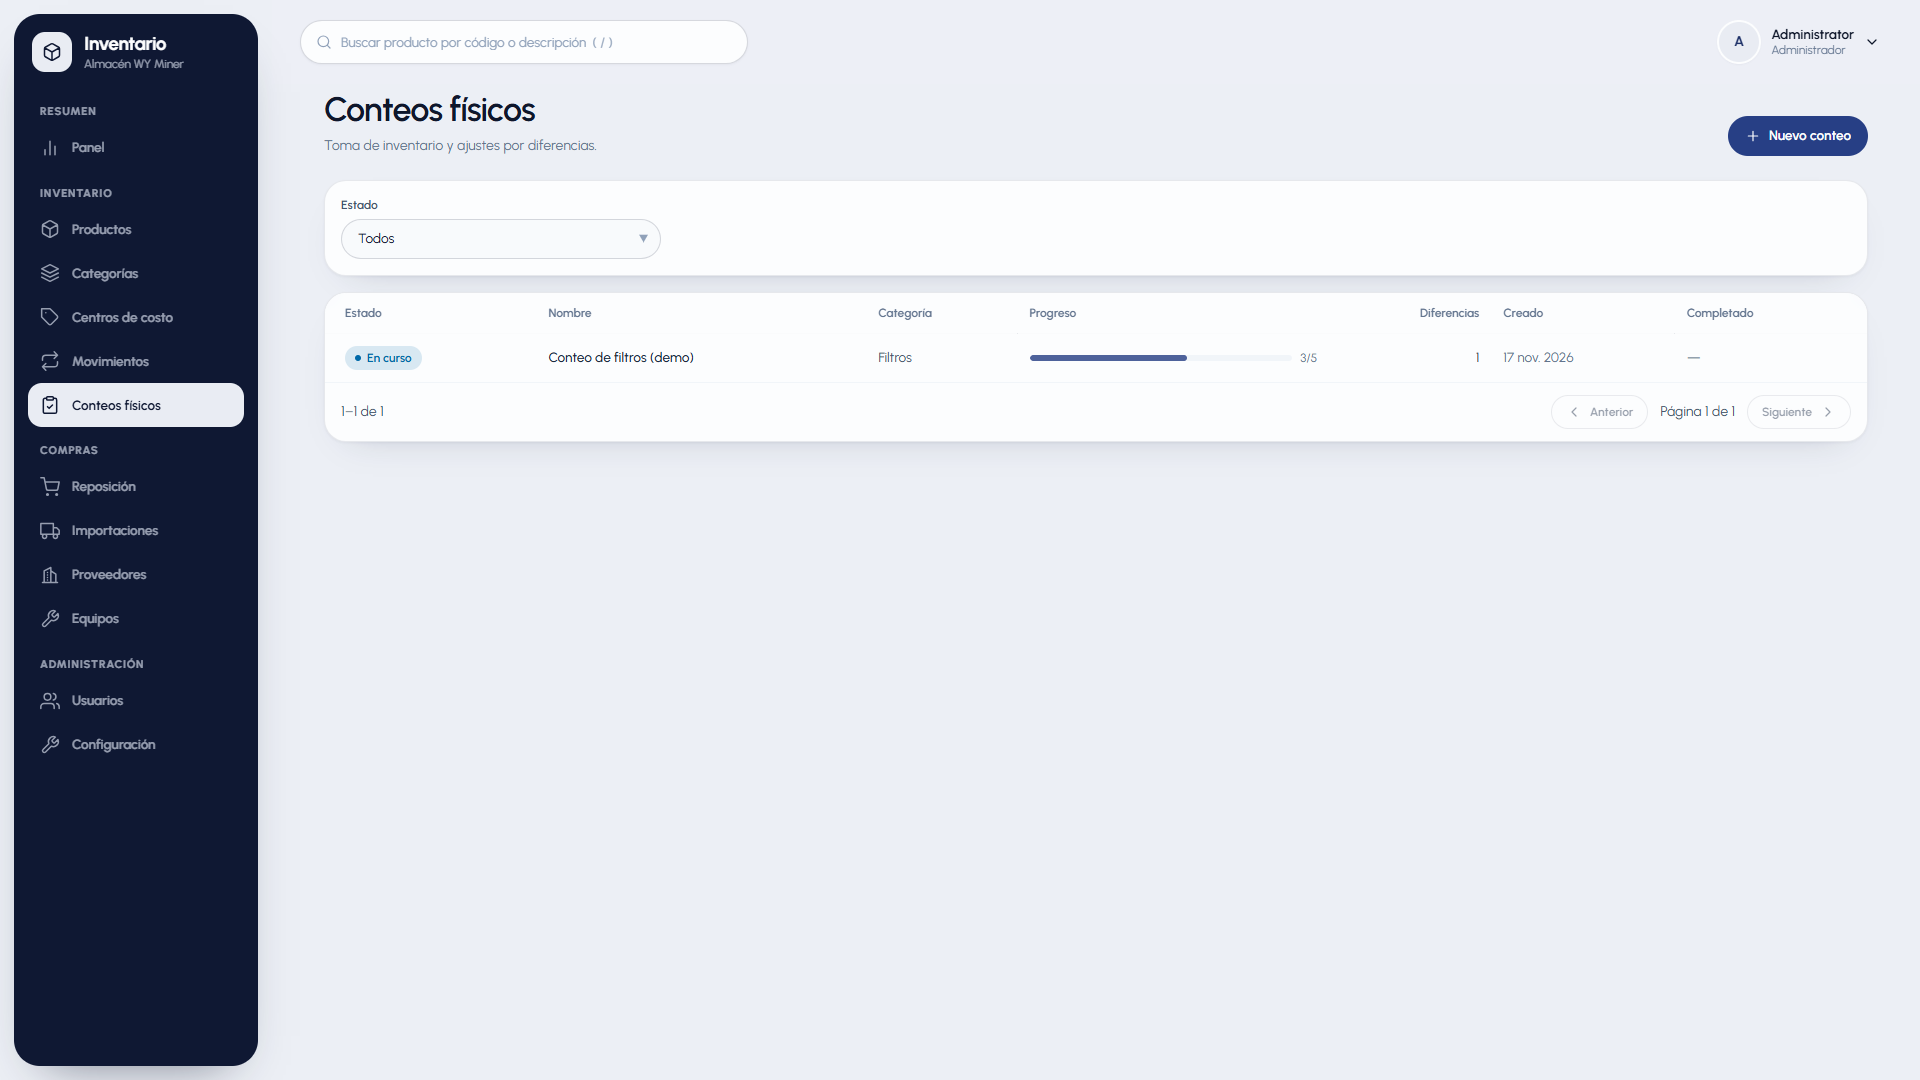 Inventario
Almacén WY Miner
RESUMEN
Panel
INVENTARIO
Productos
Categorías
Centros de costo
Movimientos
Conteos físicos
COMPRAS
Reposición
Importaciones
Proveedores
Equipos
ADMINISTRACIÓN
Usuarios
Configuración
Buscar producto por código o descripción ( / )
A
Administrator
Administrador
Conteos físicos
Toma de inventario y ajustes por diferencias.
Nuevo conteo
Estado
Todos
Estado Nombre Categoría Progreso Diferencias Creado Completado
En curso Conteo de filtros (demo) Filtros 3/5 1 17 nov. 2026 —
1–1 de 1
Anterior Página 1 de 1 Siguiente